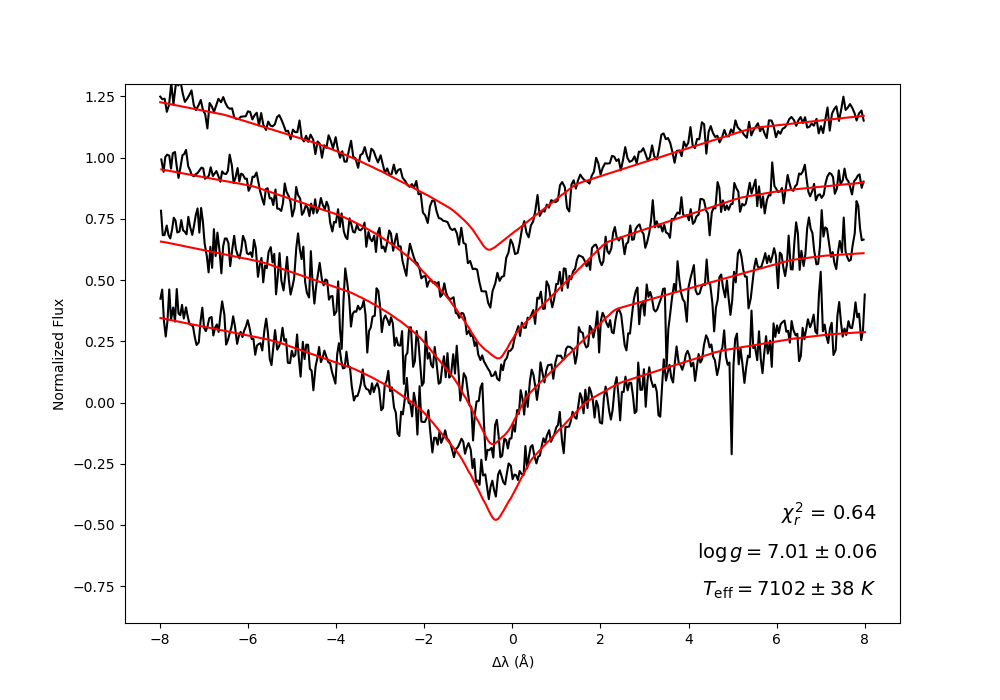 1.25
1.00
0.75
0.50
0.25
0.00
−0.25
−0.50
−0.75
Normalized Flux
χ²ᵣ = 0.64
log g = 7.01 ± 0.06
T_eff = 7102 ± 38 K
−8 −6 −4 −2 0 2 4 6 8
Δλ (Å)